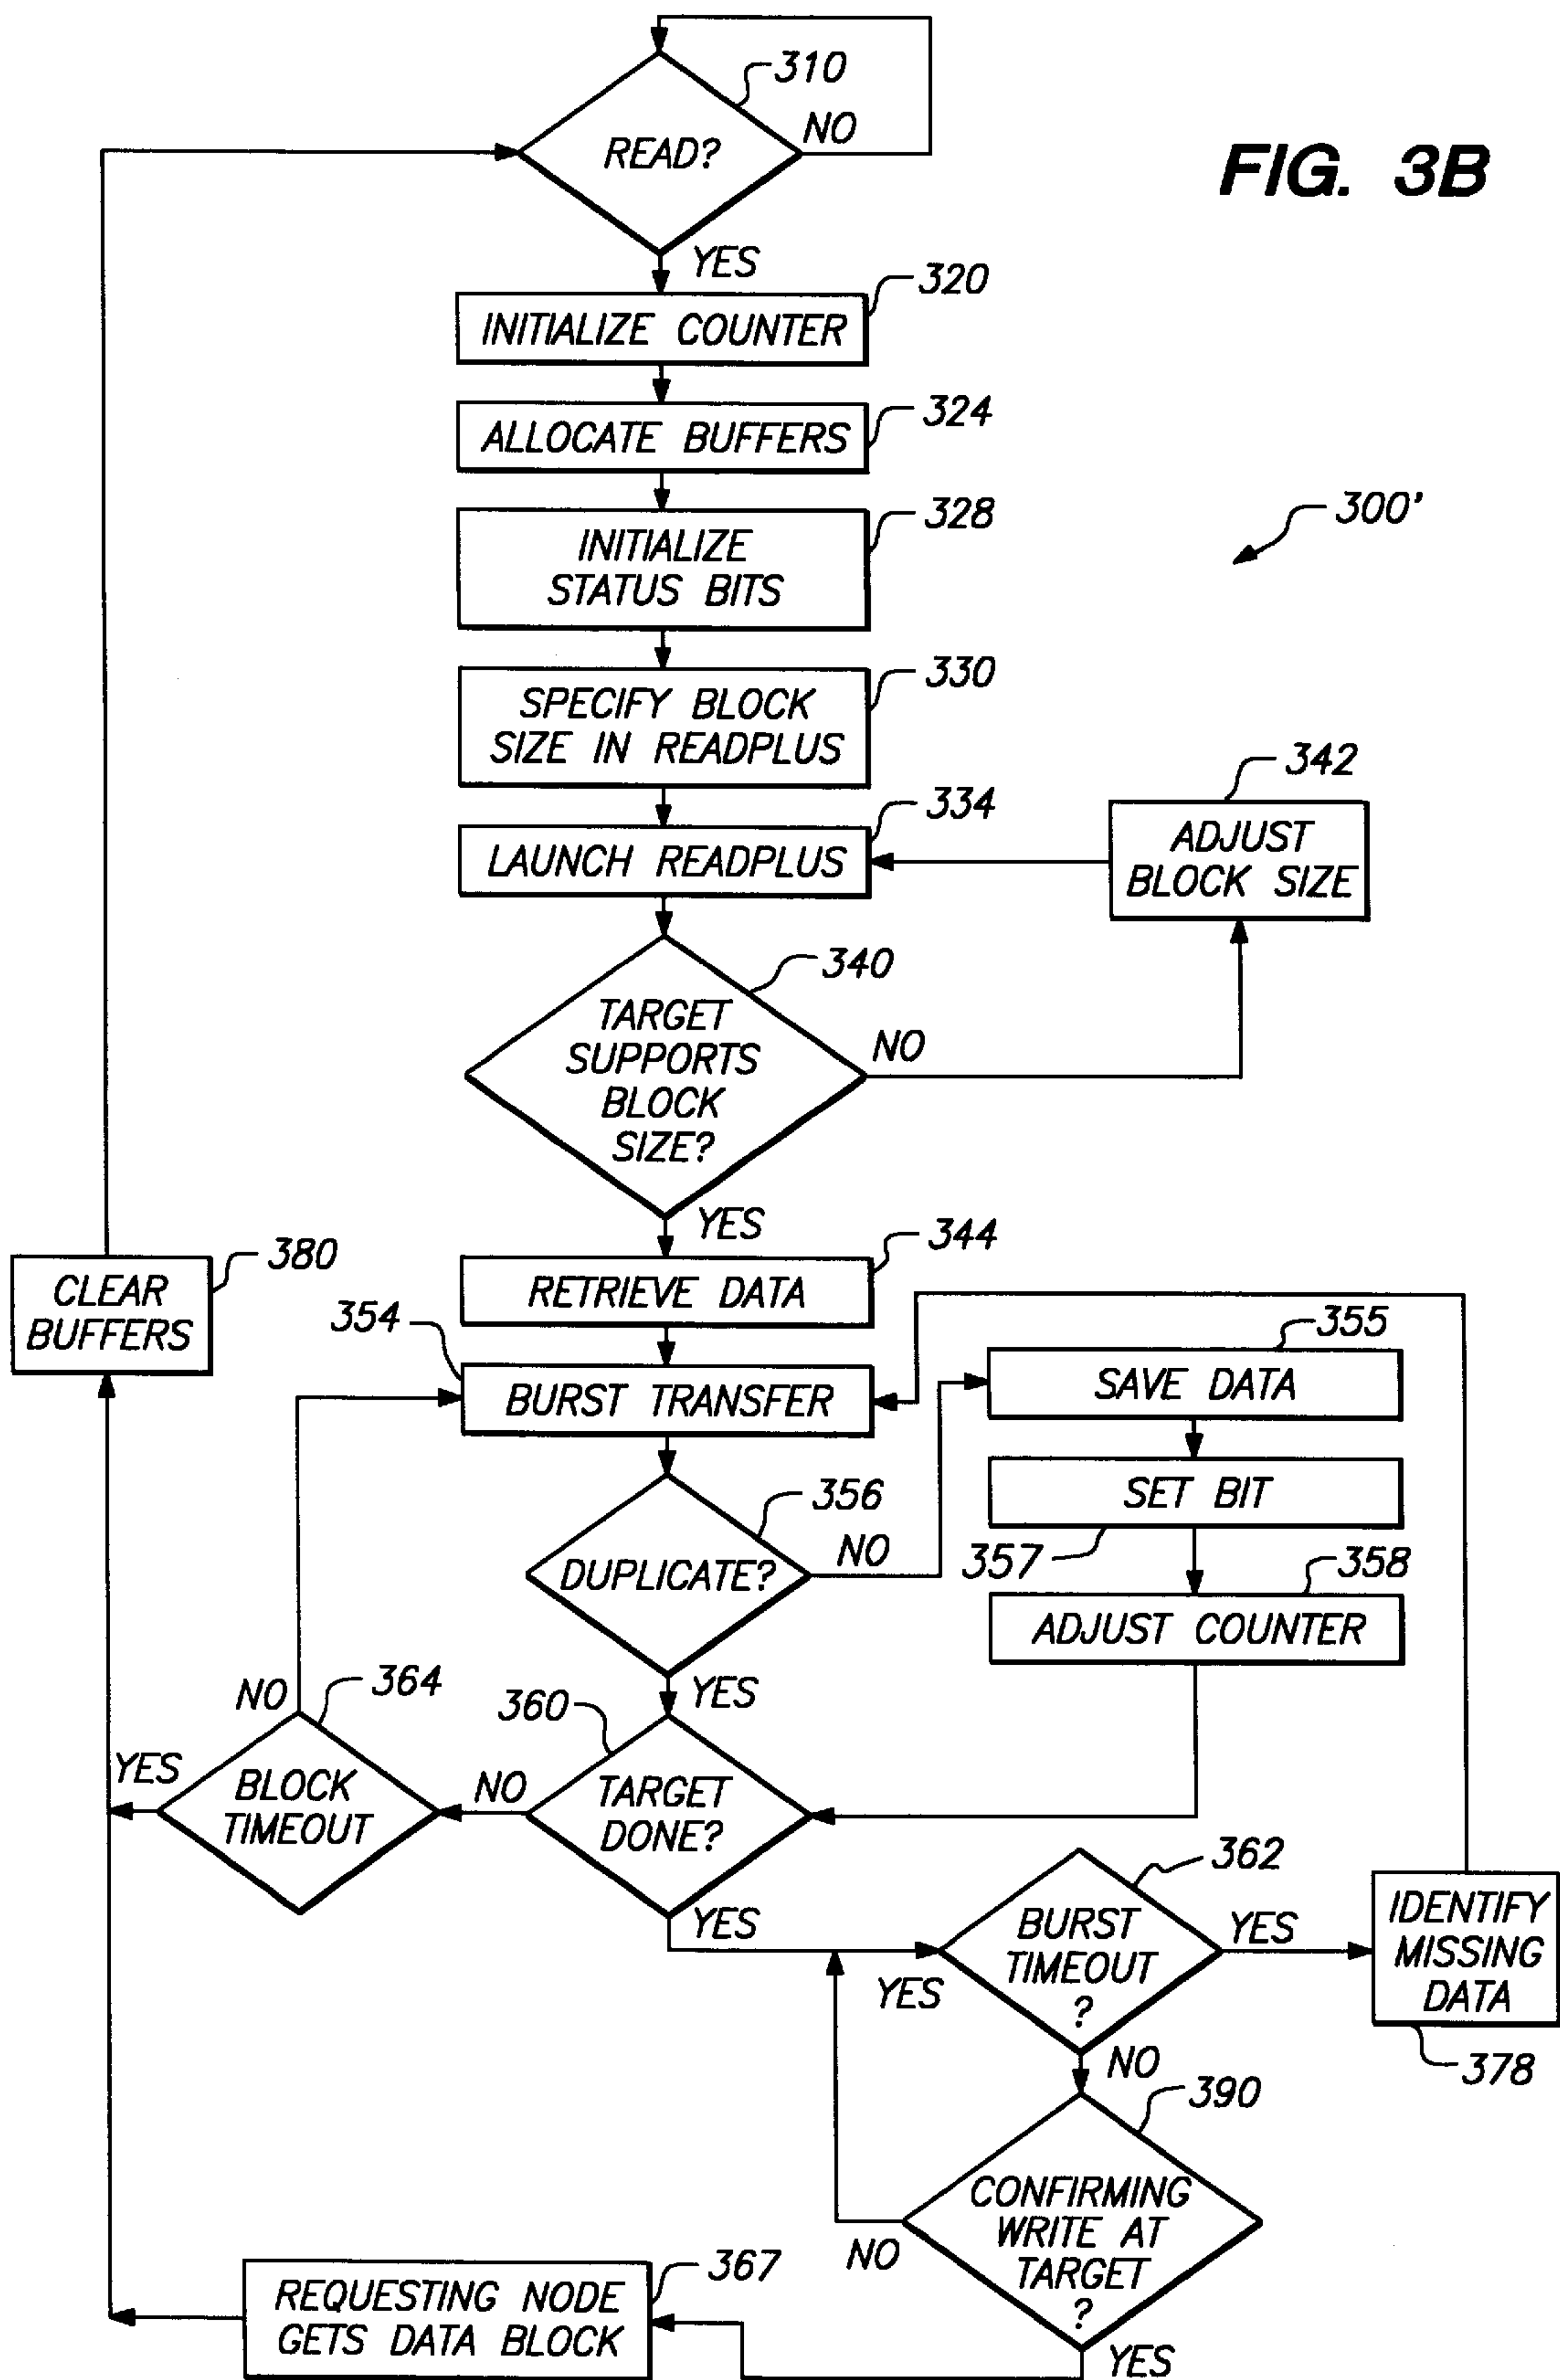 310
READ?
NO
FIG. 3B
YES
320
INITIALIZE COUNTER
324
ALLOCATE BUFFERS
328
INITIALIZE
STATUS BITS
300'
330
SPECIFY BLOCK
SIZE IN READPLUS
342
334
LAUNCH READPLUS
ADJUST
BLOCK SIZE
340
TARGET
SUPPORTS
BLOCK
SIZE?
NO
YES
344
380
CLEAR
BUFFERS
RETRIEVE DATA
354
355
BURST TRANSFER
SAVE DATA
356
SET BIT
DUPLICATE?
NO
357
358
ADJUST COUNTER
YES
364
NO
360
YES
BLOCK
TIMEOUT
NO
TARGET
DONE?
362
YES
BURST
TIMEOUT
?
YES
YES
IDENTIFY
MISSING
DATA
378
NO
390
CONFIRMING
WRITE AT
TARGET
?
NO
367
REQUESTING NODE
GETS DATA BLOCK
YES